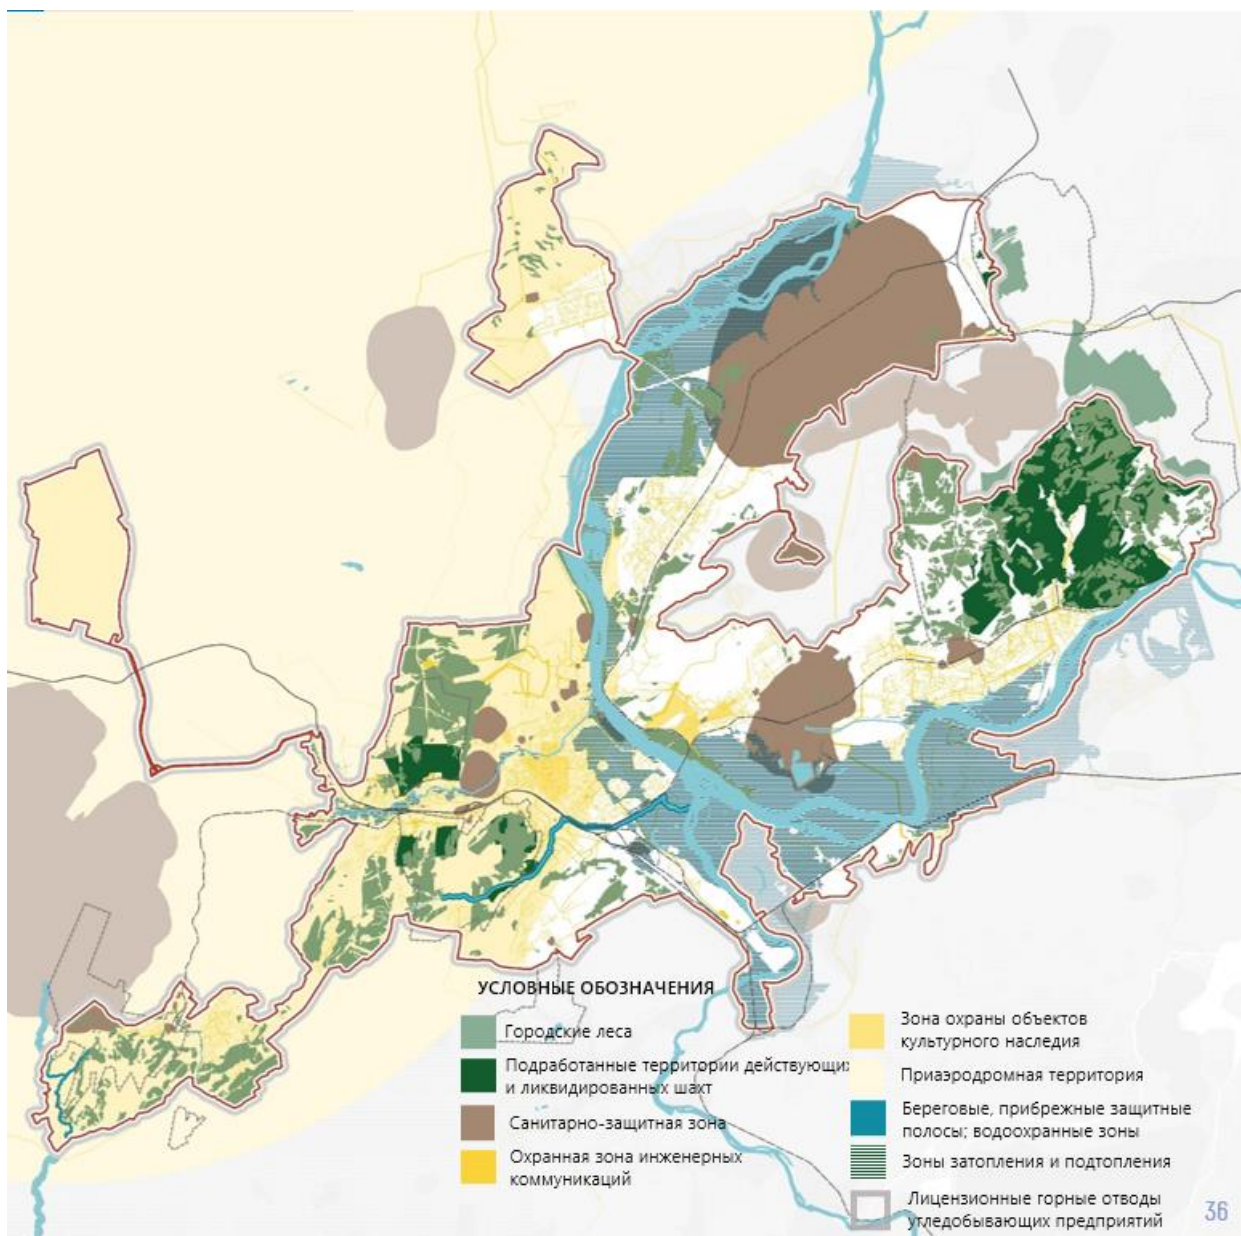 УСЛОВНЫЕ ОБОЗНАЧЕНИЯ
Городские леса
Подработанные территории действующих
и ликвидированных шахт
Санитарно-защитная зона
Охранная зона инженерных
коммуникаций
Зона охраны объектов
культурного наследия
Приаэродромная территория
Береговые, прибрежные защитные
полосы; водоохранные зоны
Зоны затопления и подтопления
Лицензионные горные отводы
угледобывающих предприятий
36